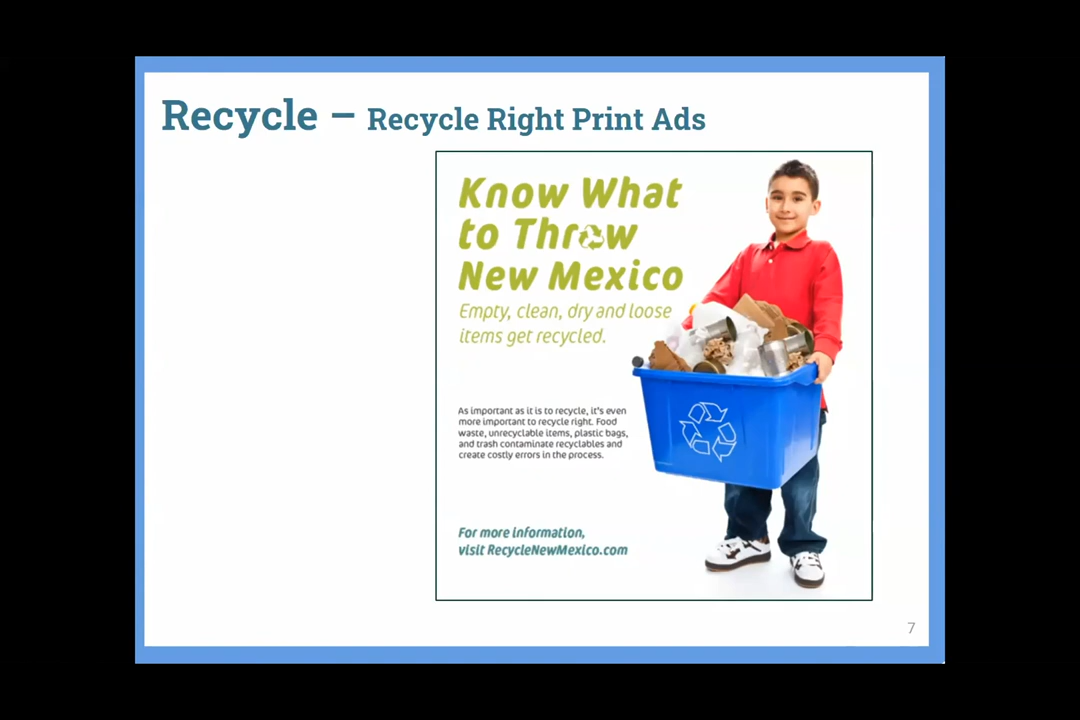 Recycle – Recycle Right Print Ads
Know What
to Throw
New Mexico
Empty, clean, dry and loose
items get recycled.
As important as it is to recycle, it's even
more important to recycle right. Food
waste, unrecyclable items, plastic bags,
and trash contaminate recyclables and
create costly errors in the process.
For more information,
visit RecycleNewMexico.com
7